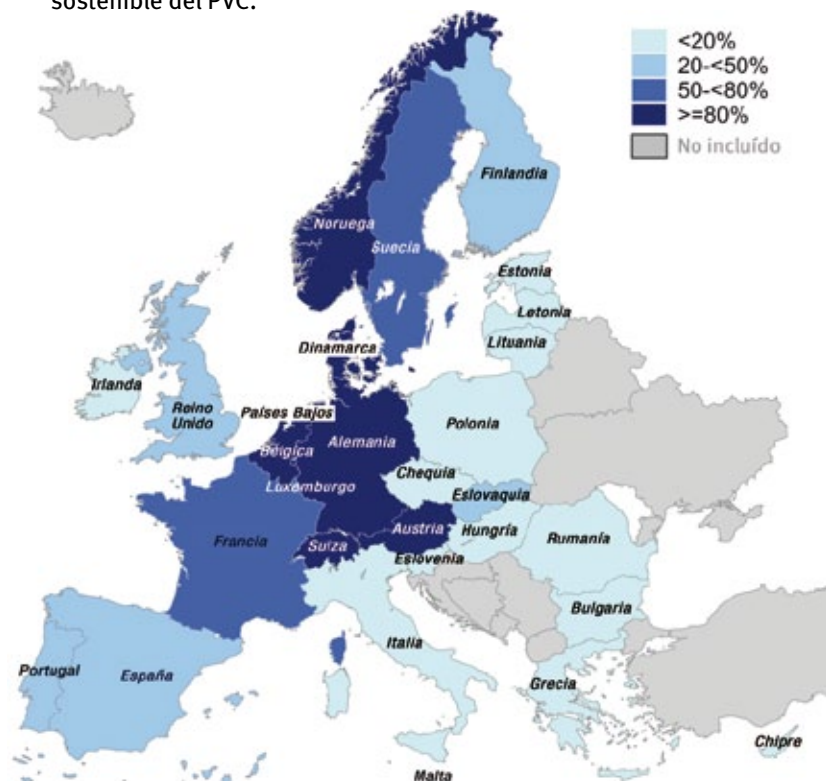 sostenible del PVC.
<20%
20-<50%
50-<80%
>=80%
No incluído
Finlandia
Noruega
Suecia
Estonia
Letonia
Lituania
Dinamarca
Irlanda
Reino
Unido
Países Bajos
Polonia
Alemania
Bélgica
Chequia
Luxemburgo
Eslovaquia
Austria
Hungría
Francia
Suiza
Rumanía
Eslovenia
Bulgaria
Italia
Portugal
España
Grecia
Chipre
Malta